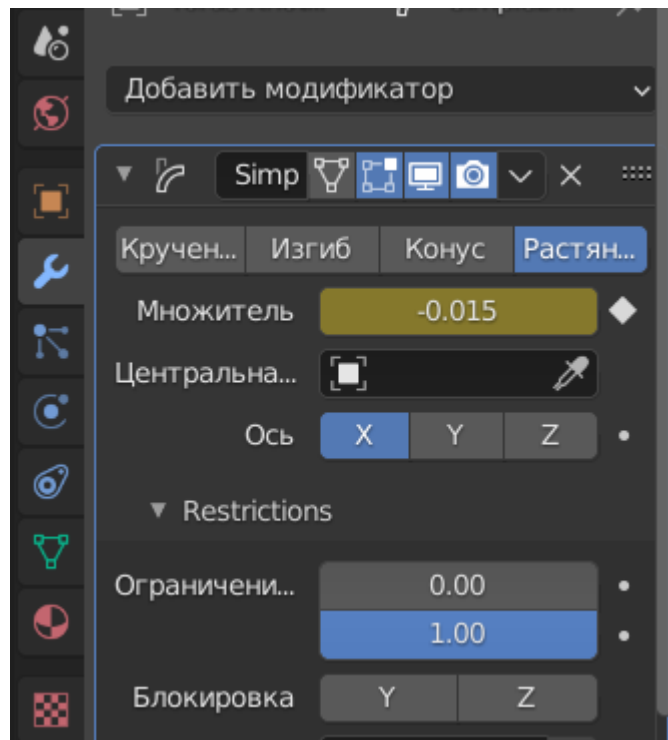 Добавить модификатор
Simp
Кручен... Изгиб Конус Растян...
Множитель -0.015
Центральна...
Ось X Y Z
Restrictions
Ограничени... 0.00
1.00
Блокировка Y Z